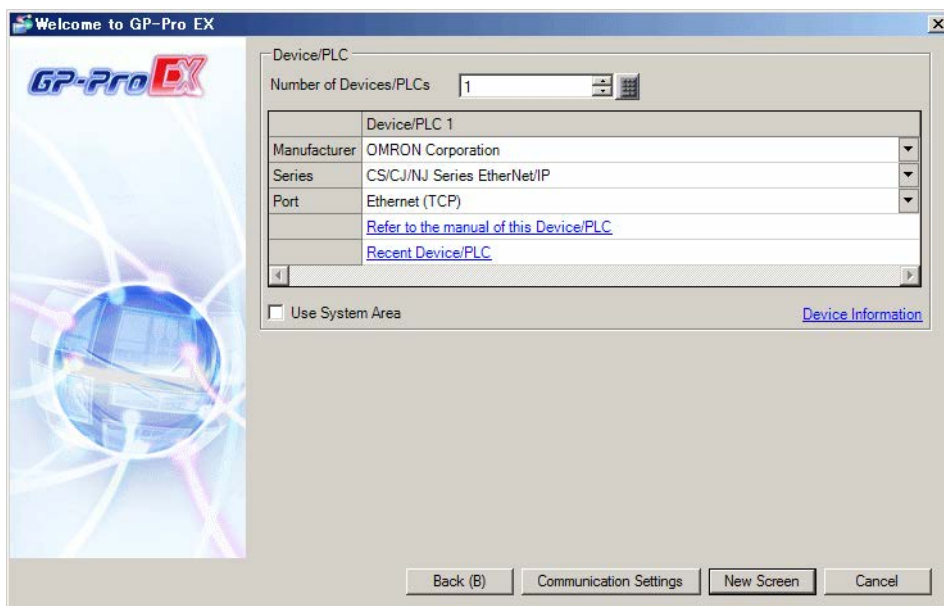 Welcome to GP-Pro EX
GP-Pro EX
Device/PLC
Number of Devices/PLCs 1
Device/PLC 1
Manufacturer OMRON Corporation
Series CS/CJ/NJ Series EtherNet/IP
Port Ethernet (TCP)
Refer to the manual of this Device/PLC
Recent Device/PLC
Use System Area Device Information
Back (B) Communication Settings New Screen Cancel